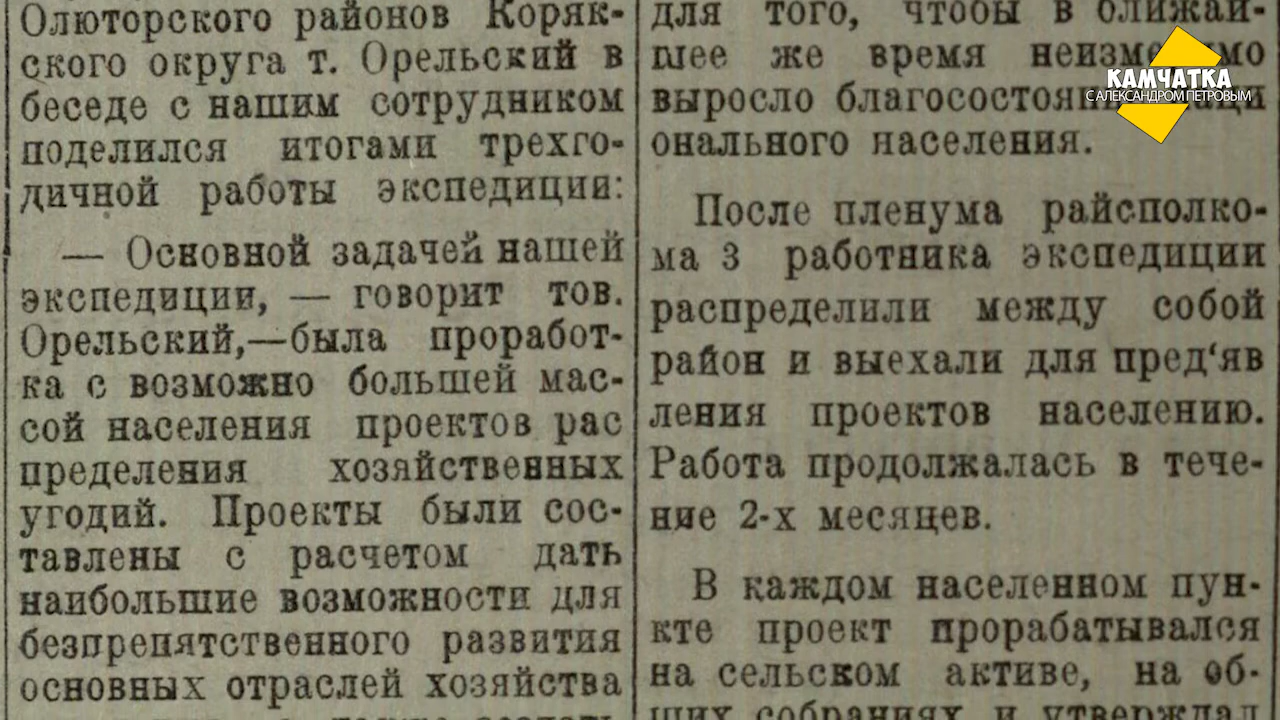 Олюторского районов Коряк-
ского округа т. Орельский в
беседе с нашим сотрудником
поделился итогами трехго-
дичной работы экспедиции:
— Основной задачей нашей
экспедиции, — говорит тов.
Орельский,—была проработ-
ка с возможно большей мас-
сой населения проектов рас
пределения хозяйственных
угодий. Проекты были сос-
тавлены с расчетом дать
наибольшие возможности для
безпрепятственного развития
основных отраслей хозяйства
для того, чтобы в ближай-
шее же время
выросло
онального населения.
После пленума райсполко-
ма 3 работника экспедиции
распределили между собой
район и выехали для пред‘яв
ления проектов населению.
Работа продолжалась в тече-
ние 2-х месяцев.
В каждом населенном пун-
кте проект прорабатывался
на сельском активе, на об-
щих собраниях и утверждал
КАМЧАТКА
С АЛЕКСАНДРОМ ПЕТРОВЫМ